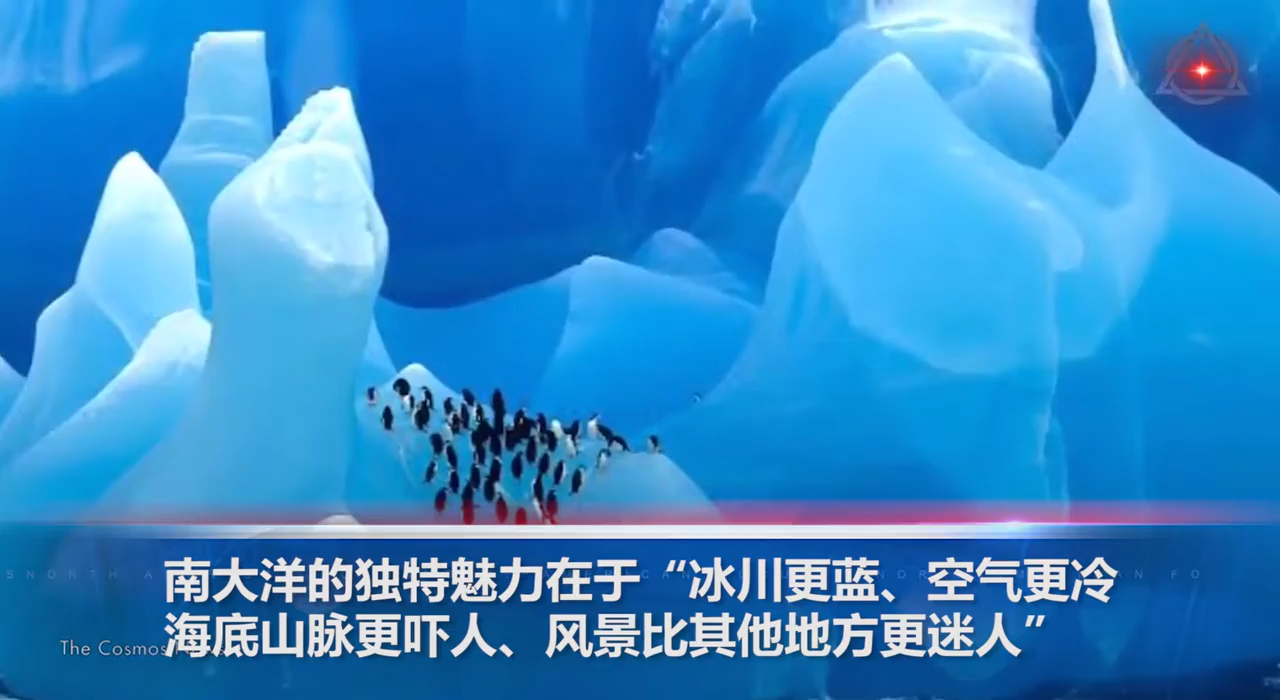 南大洋的独特魅力在于“冰川更蓝、空气更冷
海底山脉更吓人、风景比其他地方更迷人”
The Cosmos